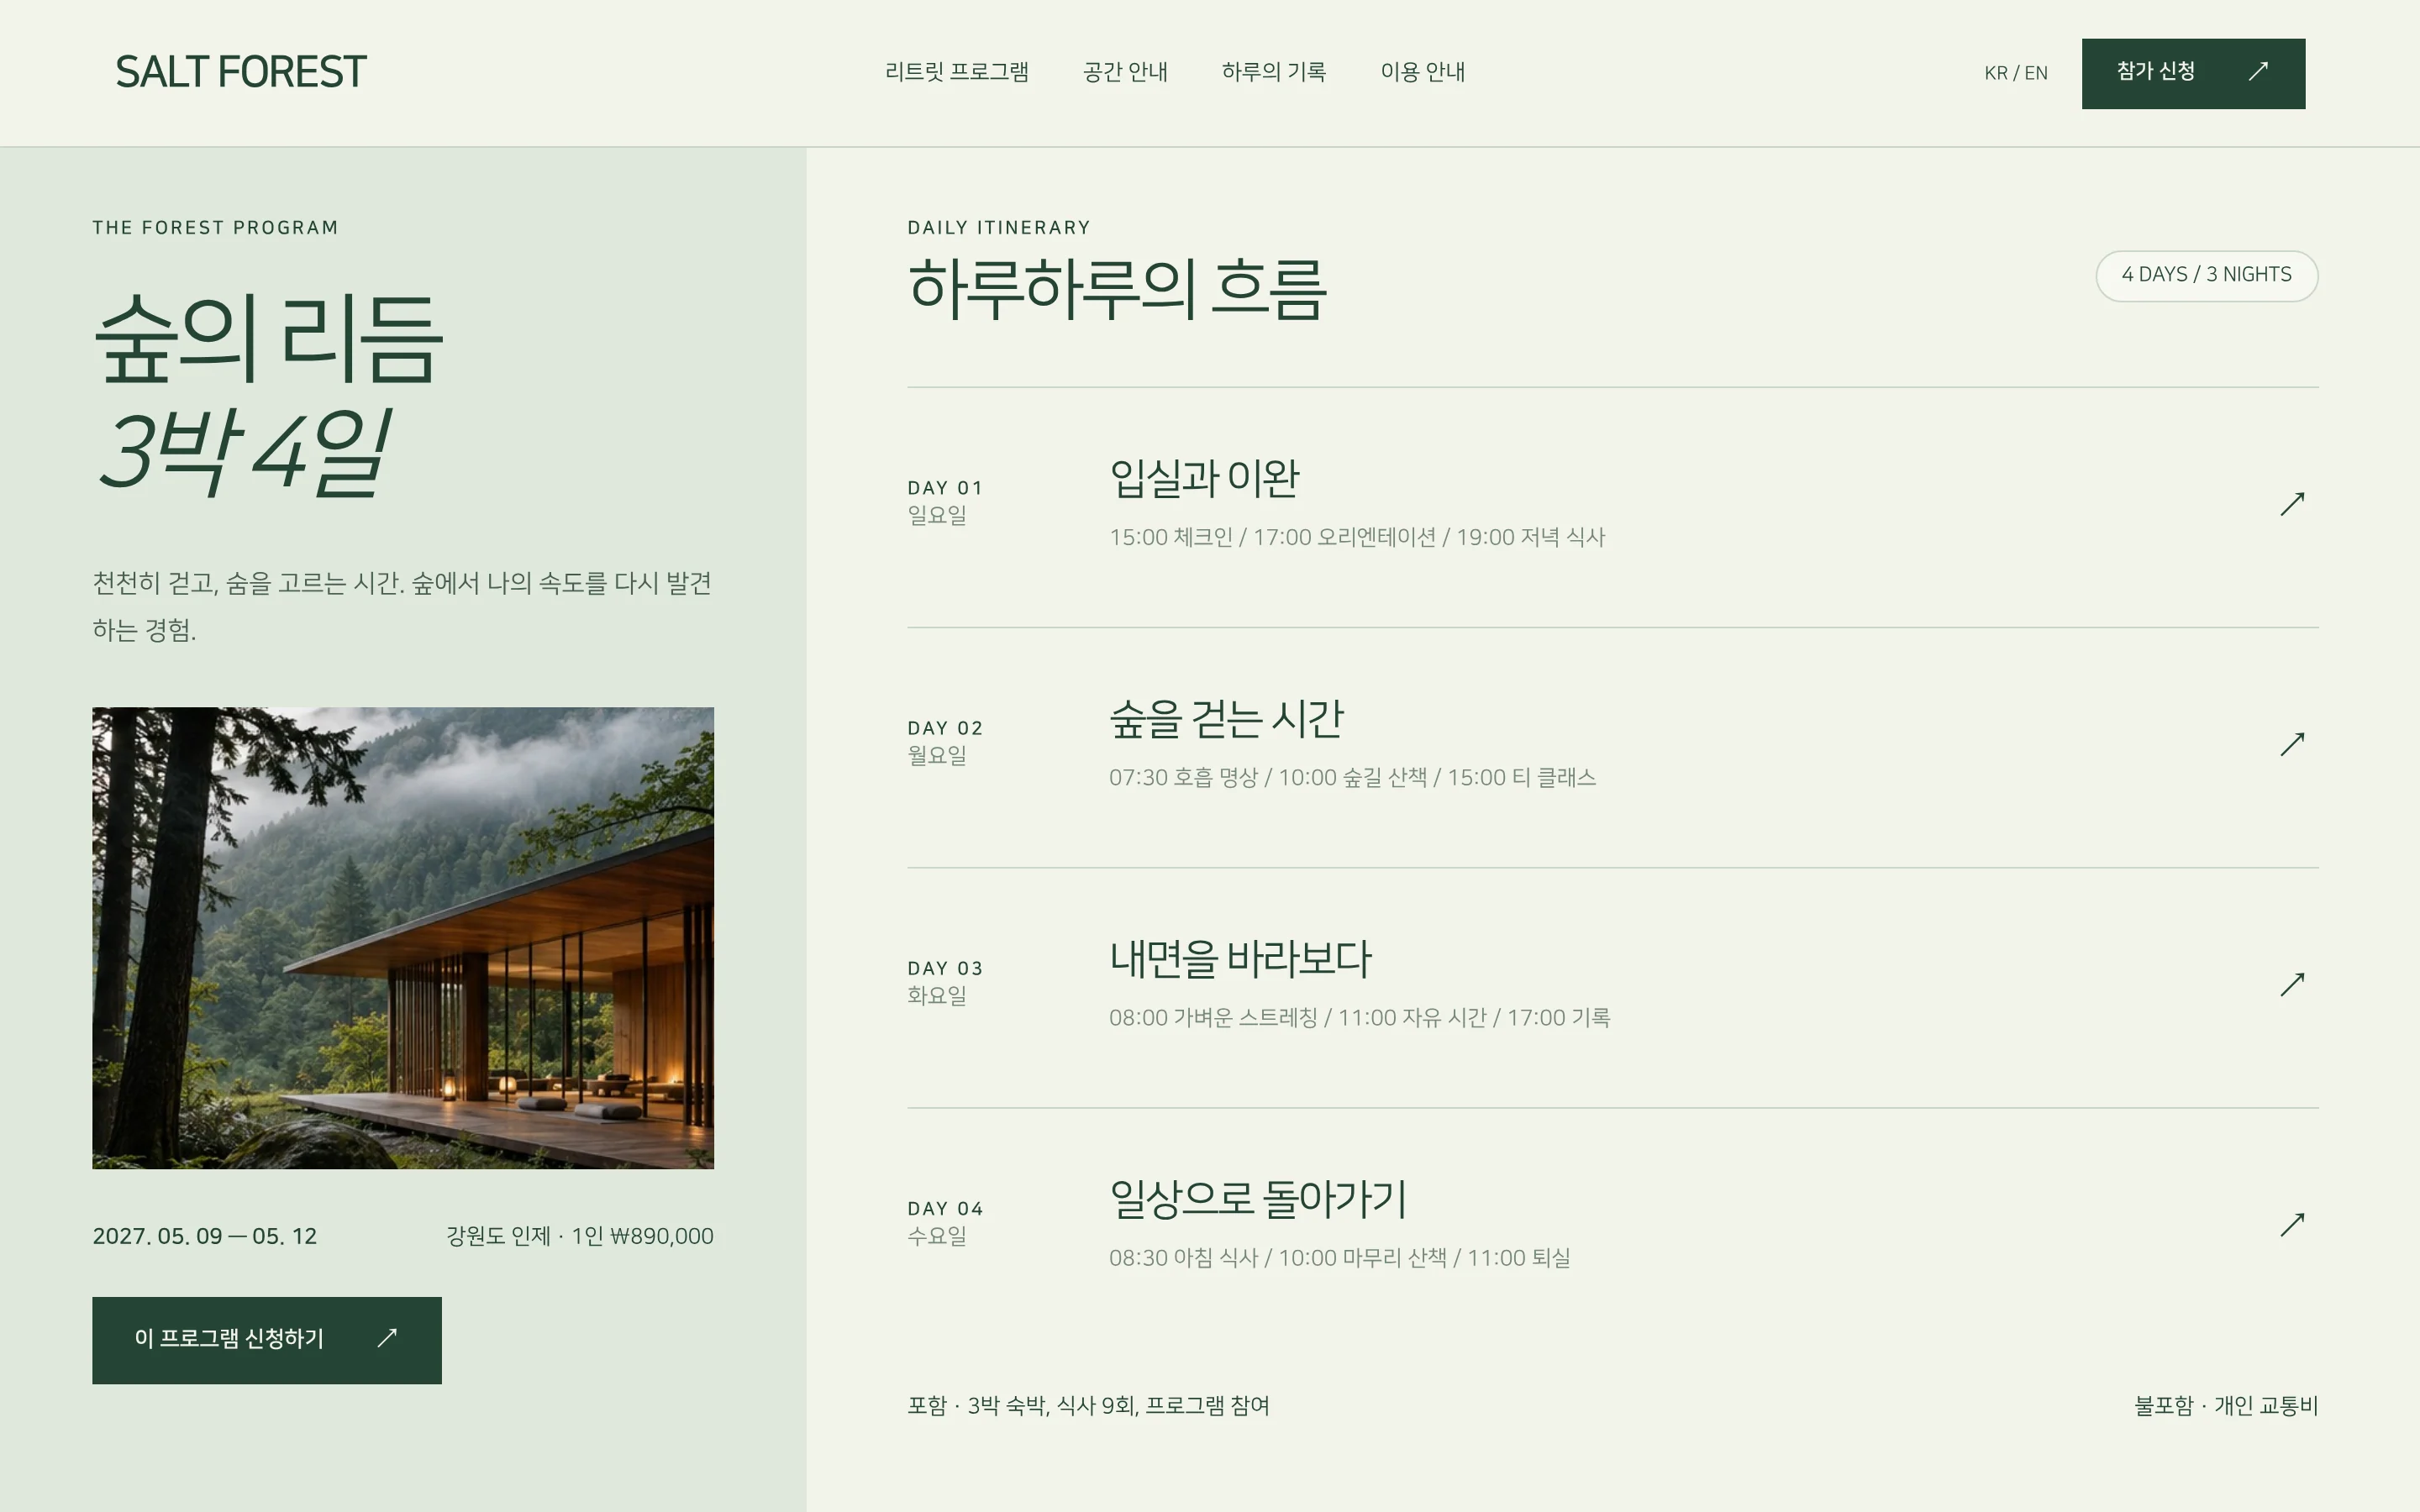 SALT FOREST
리트릿 프로그램
공간 안내
하루의 기록
이용 안내
KR / EN
참가 신청 ↗
THE FOREST PROGRAM
숲의 리듬
3박 4일
천천히 걷고, 숨을 고르는 시간. 숲에서 나의 속도를 다시 발견
하는 경험.
2027. 05. 09 — 05. 12
강원도 인제 · 1인 ₩890,000
이 프로그램 신청하기 ↗
DAILY ITINERARY
하루하루의 흐름
4 DAYS / 3 NIGHTS
DAY 01
일요일
입실과 이완
15:00 체크인 / 17:00 오리엔테이션 / 19:00 저녁 식사
↗
DAY 02
월요일
숲을 걷는 시간
07:30 호흡 명상 / 10:00 숲길 산책 / 15:00 티 클래스
↗
DAY 03
화요일
내면을 바라보다
08:00 가벼운 스트레칭 / 11:00 자유 시간 / 17:00 기록
↗
DAY 04
수요일
일상으로 돌아가기
08:30 아침 식사 / 10:00 마무리 산책 / 11:00 퇴실
↗
포함 · 3박 숙박, 식사 9회, 프로그램 참여
불포함 · 개인 교통비